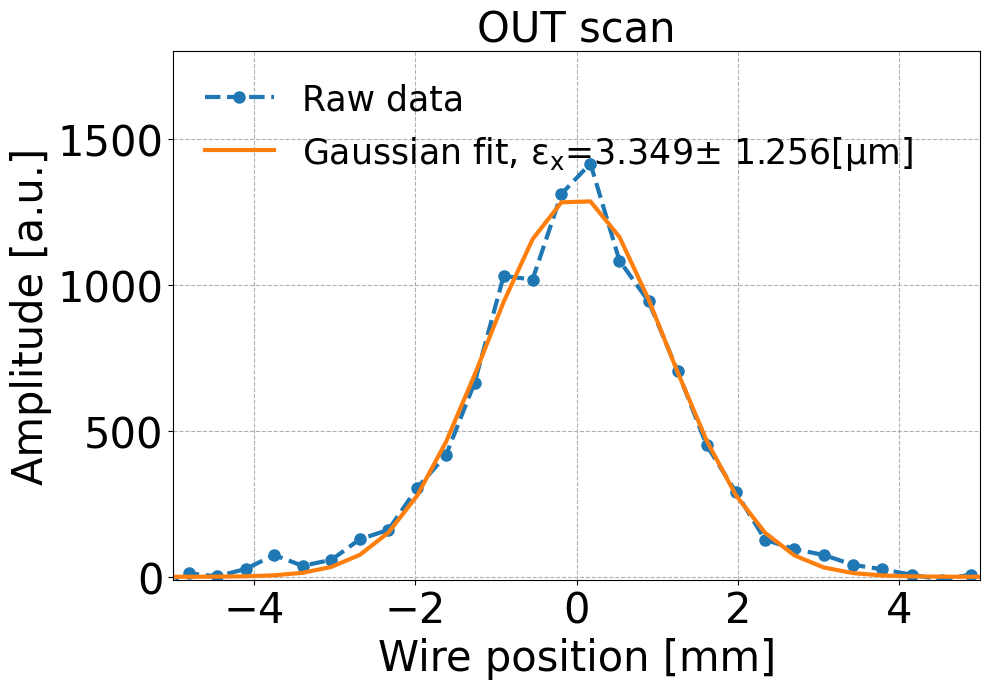 OUT scan
Raw data
Gaussian fit, εx=3.349± 1.256[μm]
1500
1000
500
0
Amplitude [a.u.]
−4 −2 0 2 4
Wire position [mm]